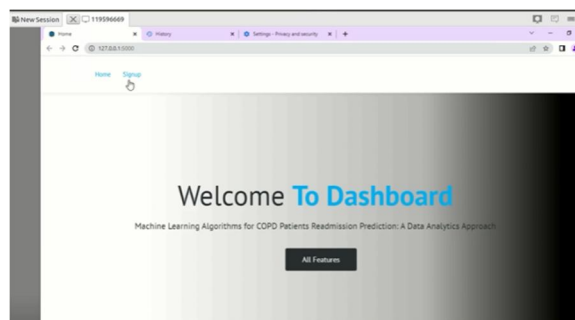 New Session 119596669
Home History Settings - Privacy and security
127.0.0.1:5000
Home Signup
Welcome To Dashboard
Machine Learning Algorithms for COPD Patients Readmission Prediction: A Data Analytics Approach
All Features